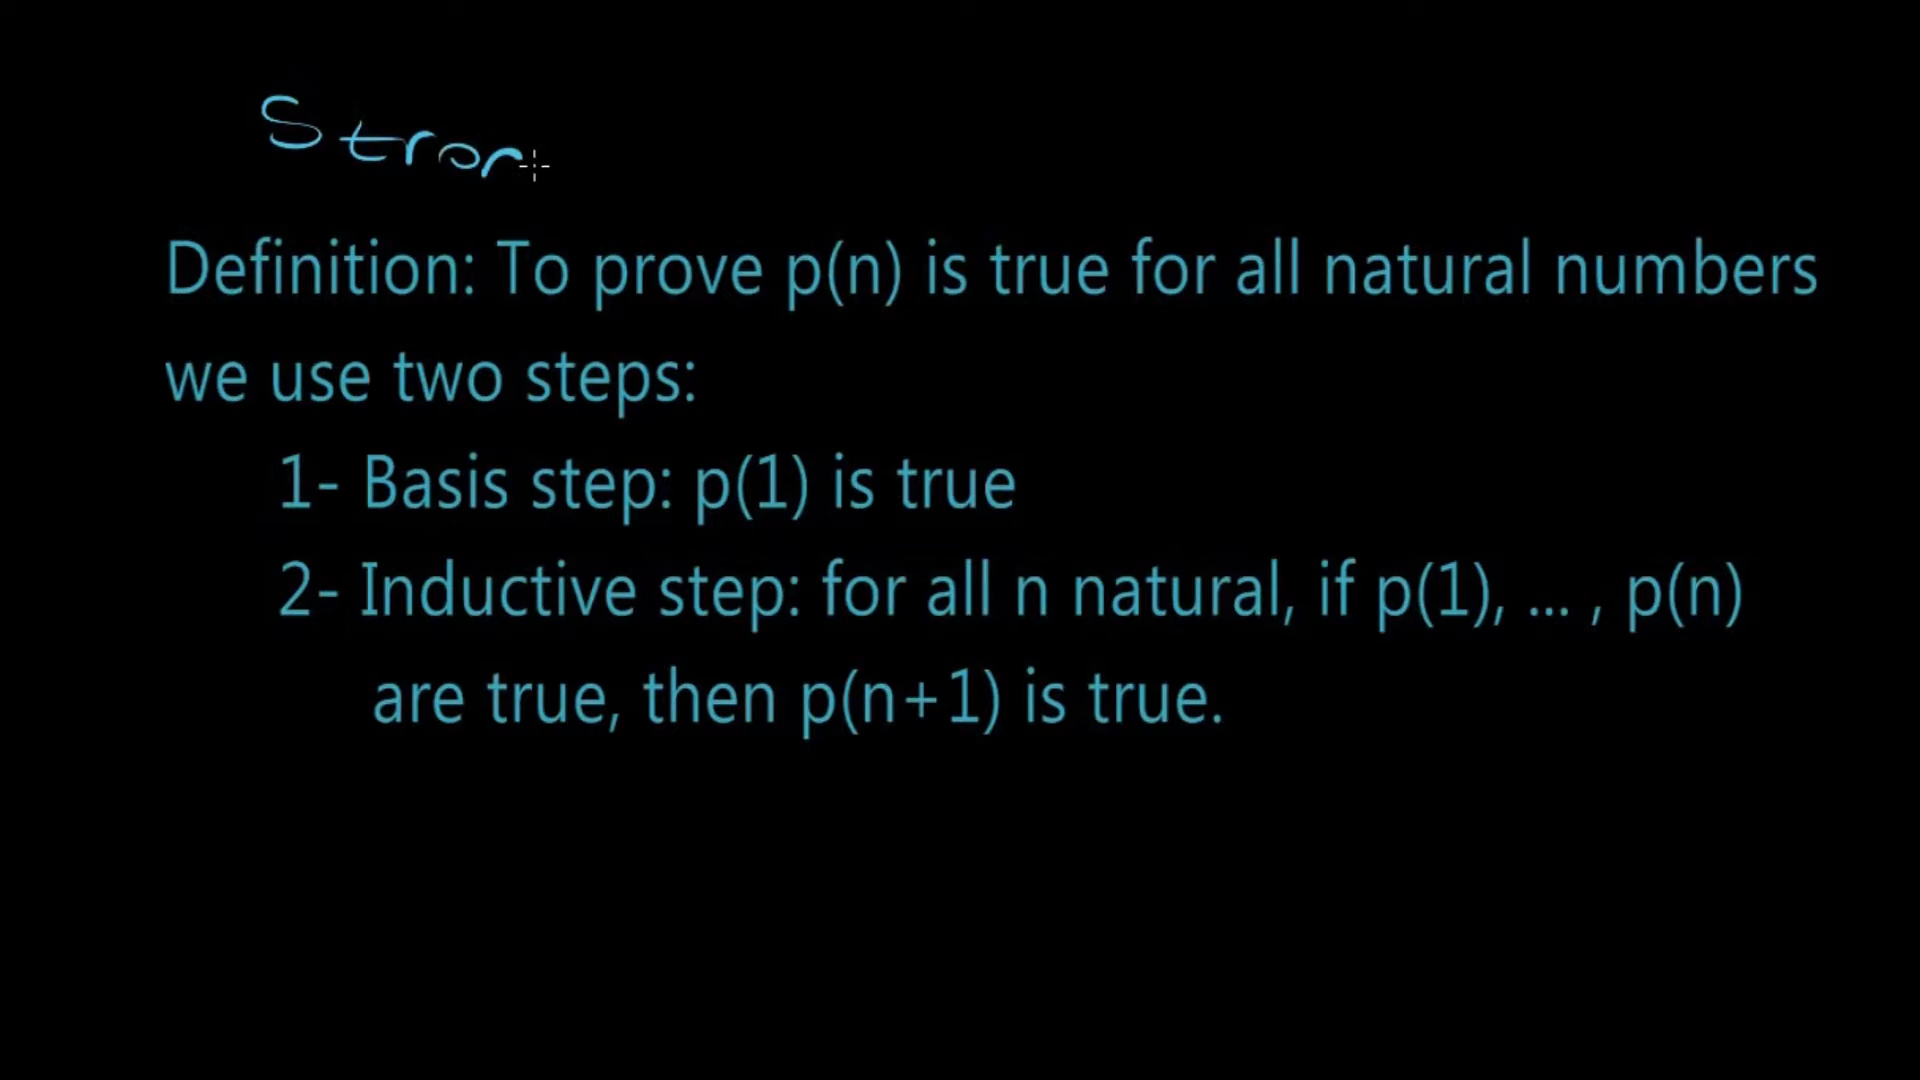 Stron
Definition: To prove p(n) is true for all natural numbers
we use two steps:
1- Basis step: p(1) is true
2- Inductive step: for all n natural, if p(1), ... , p(n)
are true, then p(n+1) is true.